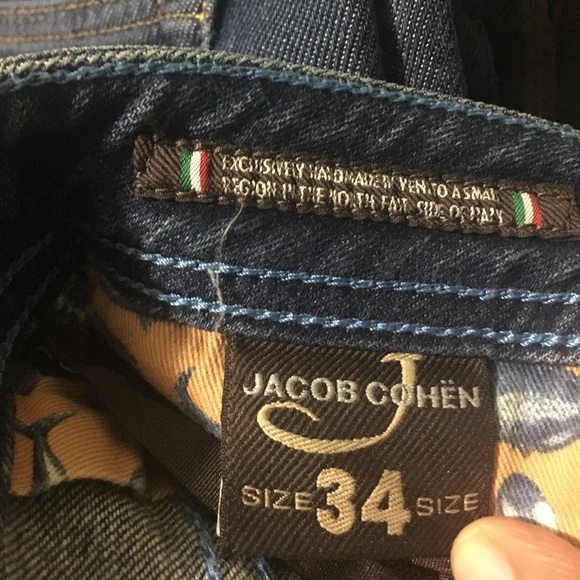 EXCLUSIVELY HANDMADE IN VENETO A SMALL
REGION IN THE NORTH EAST SIDE OF ITALY
JACOB COHËN
J
SIZE 34 SIZE